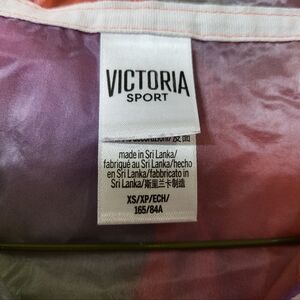 VICTORIA
SPORT
made in Sri Lanka/
fabriqué au Sri Lanka/hecho
en Sri Lanka/fabbricato in
Sri Lanka/斯里兰卡制造
XS/XP/ECH/
165/84A